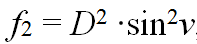 f₂ = D² ·sin²v,